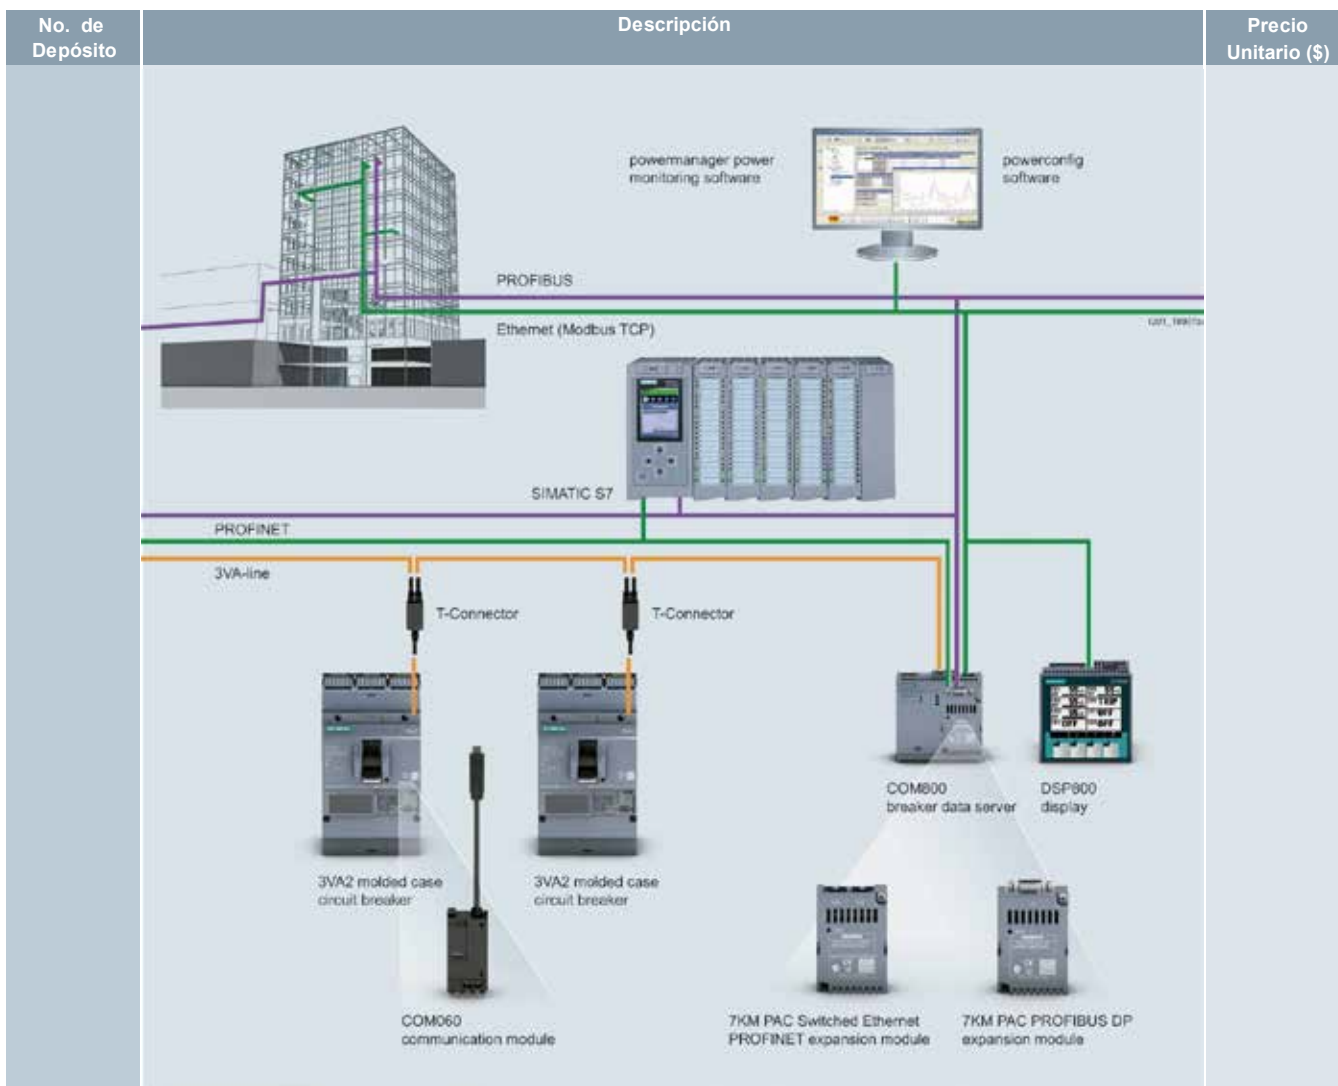 No. de
Depósito
Descripción
Precio
Unitario ($)
powermanager power
monitoring software
powerconfig
software
PROFIBUS
Ethernet (Modbus TCP)
SIMATIC S7
PROFINET
3VA-line
T-Connector
T-Connector
COM800
breaker data server
DSP800
display
3VA2 molded case
circuit breaker
3VA2 molded case
circuit breaker
COM060
communication module
7KM PAC Switched Ethernet
PROFINET expansion module
7KM PAC PROFIBUS DP
expansion module